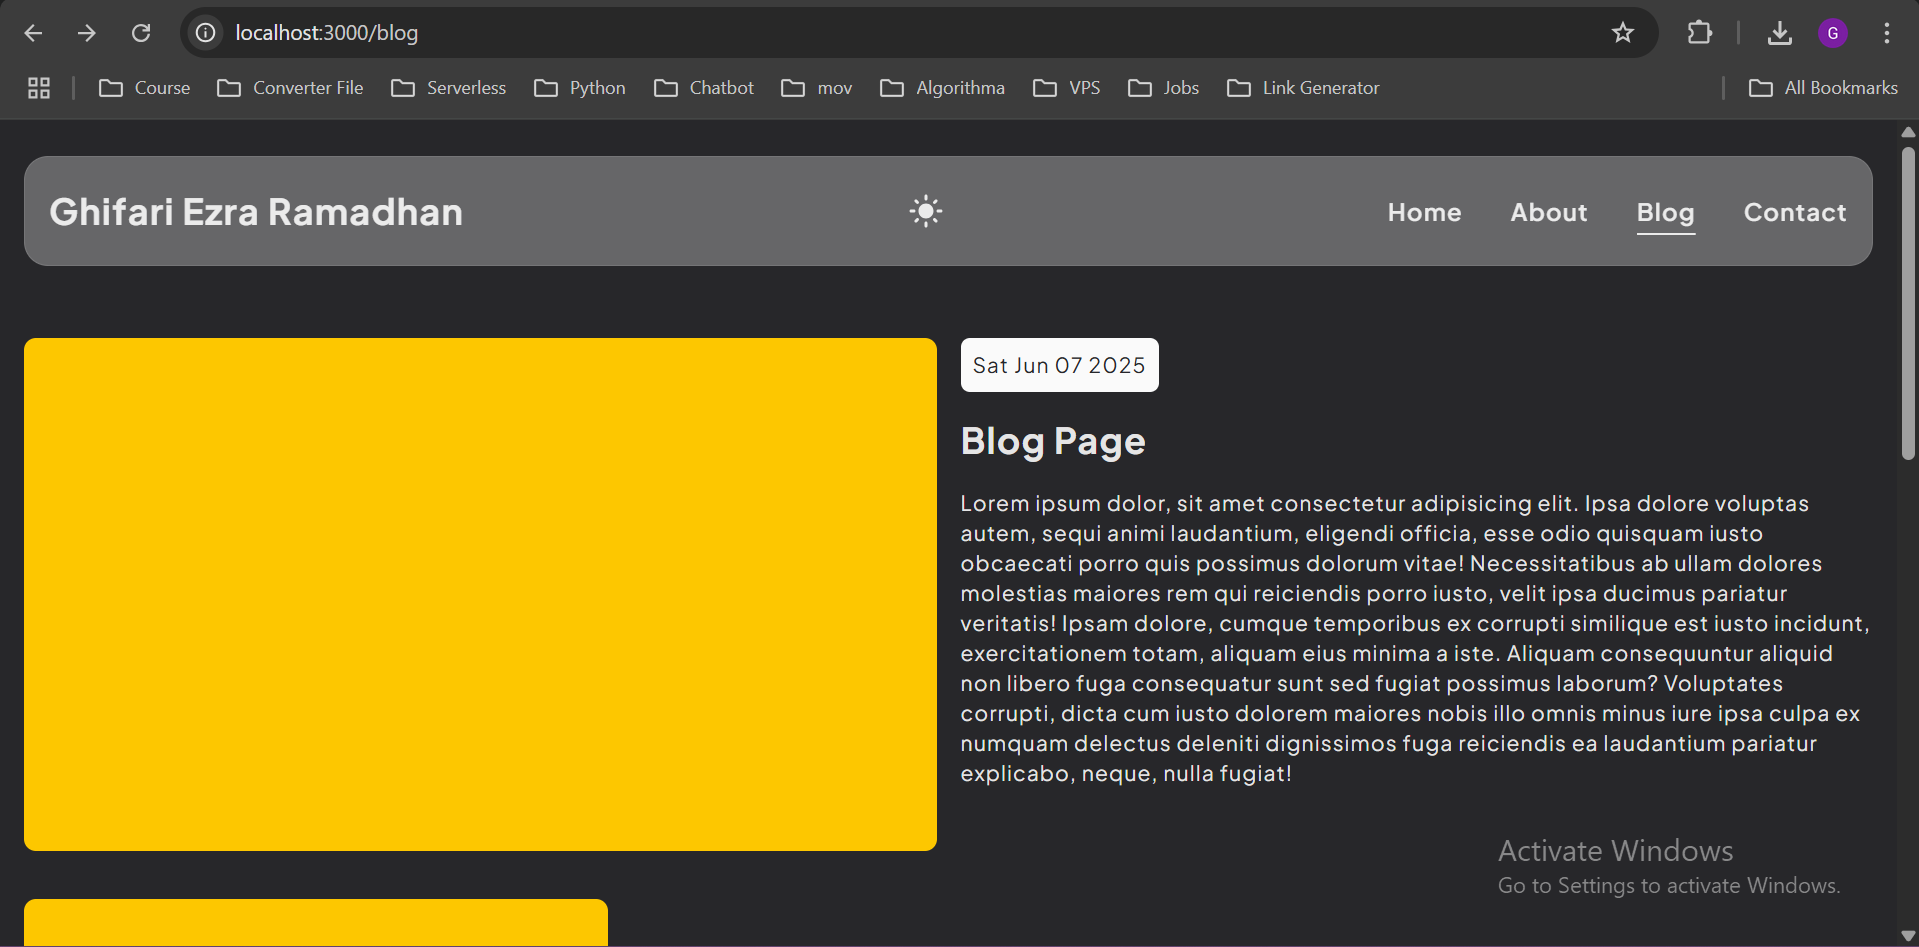 localhost:3000/blog
G
Course
Converter File
Serverless
Python
Chatbot
mov
Algorithma
VPS
Jobs
Link Generator
All Bookmarks
Ghifari Ezra Ramadhan
Home
About
Blog
Contact
Sat Jun 07 2025
Blog Page
Lorem ipsum dolor, sit amet consectetur adipisicing elit. Ipsa dolore voluptas
autem, sequi animi laudantium, eligendi officia, esse odio quisquam iusto
obcaecati porro quis possimus dolorum vitae! Necessitatibus ab ullam dolores
molestias maiores rem qui reiciendis porro iusto, velit ipsa ducimus pariatur
veritatis! Ipsam dolore, cumque temporibus ex corrupti similique est iusto incidunt,
exercitationem totam, aliquam eius minima a iste. Aliquam consequuntur aliquid
non libero fuga consequatur sunt sed fugiat possimus laborum? Voluptates
corrupti, dicta cum iusto dolorem maiores nobis illo omnis minus iure ipsa culpa ex
numquam delectus deleniti dignissimos fuga reiciendis ea laudantium pariatur
explicabo, neque, nulla fugiat!
Activate Windows
Go to Settings to activate Windows.